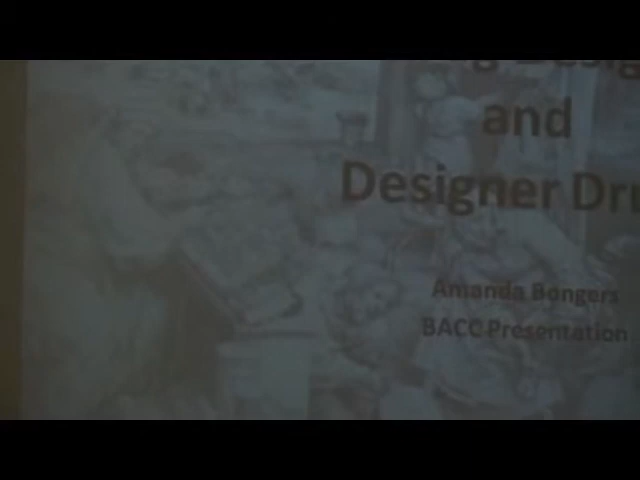 and
Designer
Amanda Bongers
BACC Presentation